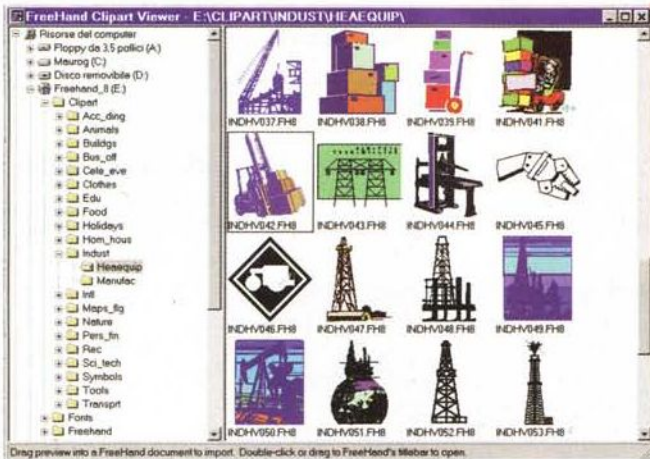 FreeHand Clipart Viewer - E:\CLIPART\INDUST\HEAEQUIP\
Risorse del computer
Floppy da 3,5 pollici (A:)
Maurog (C:)
Disco removibile (D:)
Freehand_8 (E:)
Clipart
Acc_ding
Animals
Buildgs
Bus_off
Cele_eve
Clothes
Edu
Food
Holidays
Hom_hous
Indust
Heaequip
Manufac
Intl
Maps_flg
Nature
Pers_fin
Rec
Sci_tech
Symbols
Tools
Transprt
Fonts
Freehand
INDHV037.FH8 INDHV038.FH8 INDHV039.FH8 INDHV041.FH8
INDHV042.FH8 INDHV043.FH8 INDHV044.FH8 INDHV045.FH8
INDHV046.FH8 INDHV047.FH8 INDHV048.FH8 INDHV049.FH8
INDHV050.FH8 INDHV051.FH8 INDHV052.FH8 INDHV053.FH8
Drag preview into a FreeHand document to import. Double-click or drag to FreeHand's titlebar to open.